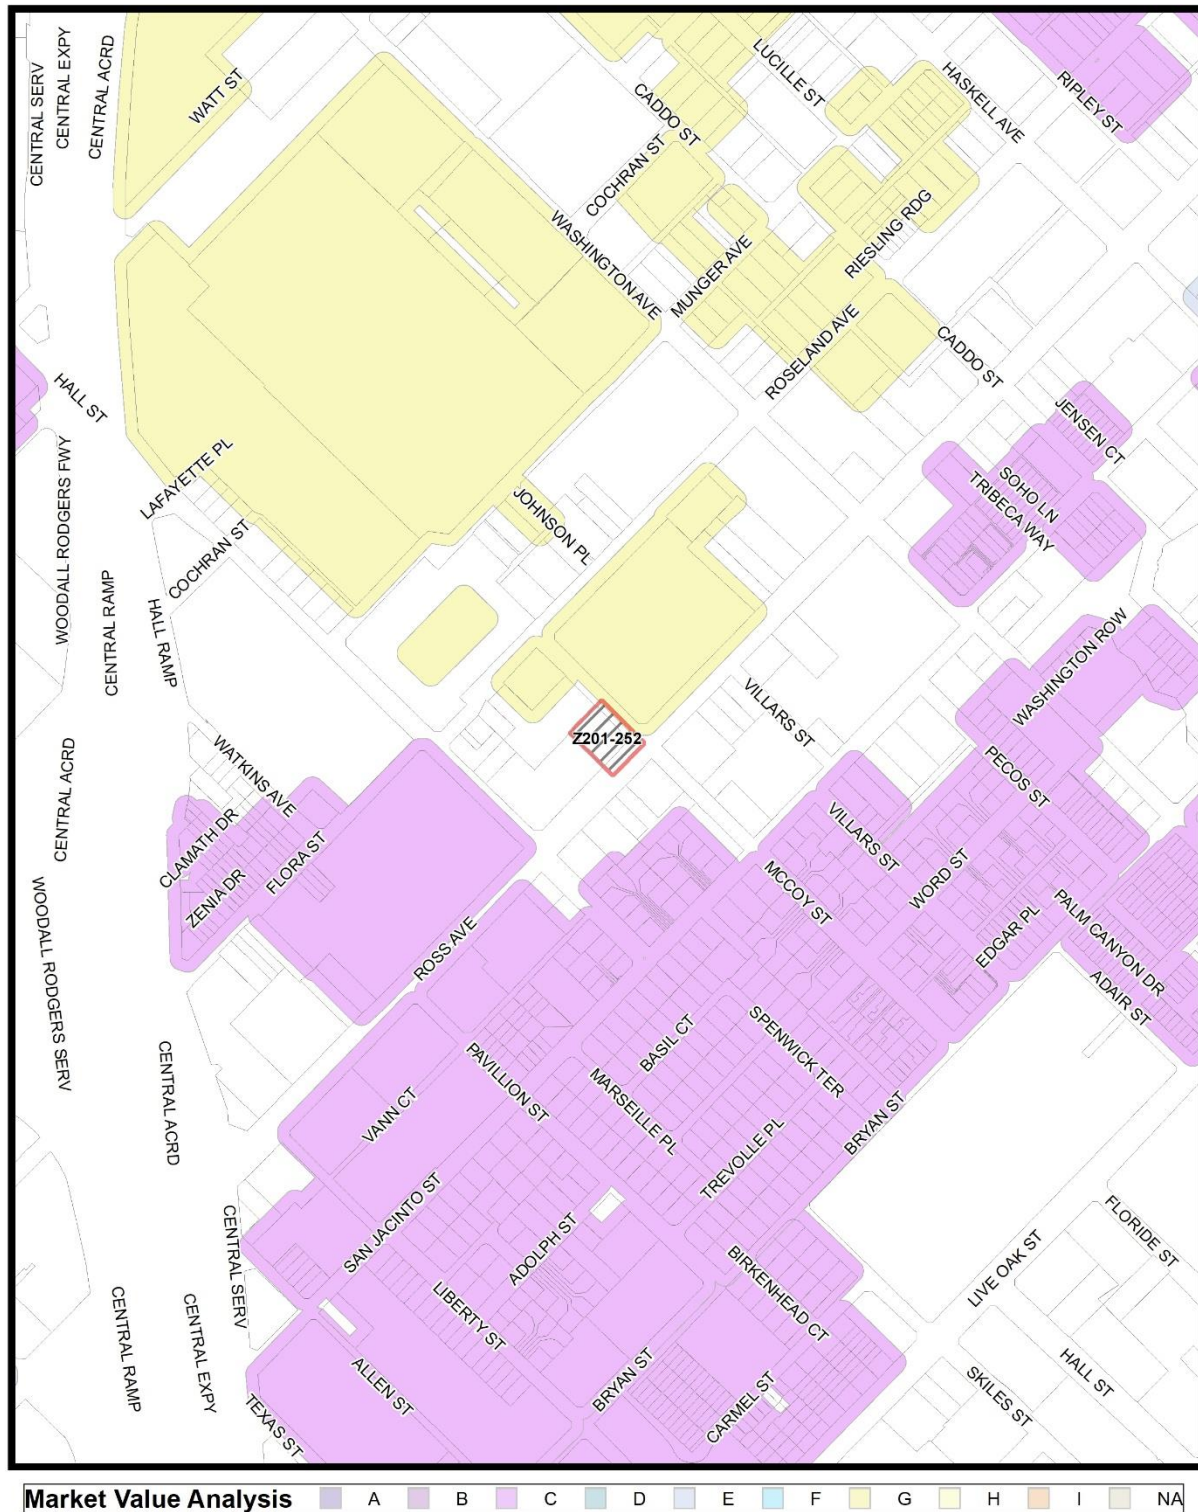 CENTRAL SERV
CENTRAL EXPY
CENTRAL ACRD
WATT ST
LUCILLE ST
HASKELL AVE
RIPLEY ST
CADDO ST
COCHRAN ST
WASHINGTON AVE
MUNGER AVE
RIESLING RDG
ROSELAND AVE
CADDO ST
HALL ST
JENSEN CT
SOHO LN
TRIBECA WAY
LAFAYETTE PL
JOHNSON PL
COCHRAN ST
WOODALL RODGERS FWY
CENTRAL RAMP
HALL RAMP
WASHINGTON ROW
VILLARS ST
Z201-252
PECOS ST
WATKINS AVE
CENTRAL ACRD
CLAMATH DR
ZENIA DR
FLORA ST
VILLARS ST
MCCOY ST
WORD ST
EDGAR PL
PALM CANYON DR
ADAIR ST
ROSS AVE
WOODALL RODGERS SERV
CENTRAL ACRD
SPENWICK TER
BASIL CT
PAVILLION ST
MARSEILLE PL
VANN CT
TREVOLLE PL
BRYAN ST
SAN JACINTO ST
ADOLPH ST
CENTRAL SERV
FLORIDE ST
LIVE OAK ST
BIRKENHEAD CT
LIBERTY ST
CENTRAL RAMP
CENTRAL EXPY
ALLEN ST
BRYAN ST
CARMEL ST
HALL ST
SKILES ST
TEXAS ST
Market Value Analysis A B C D E F G H I NA